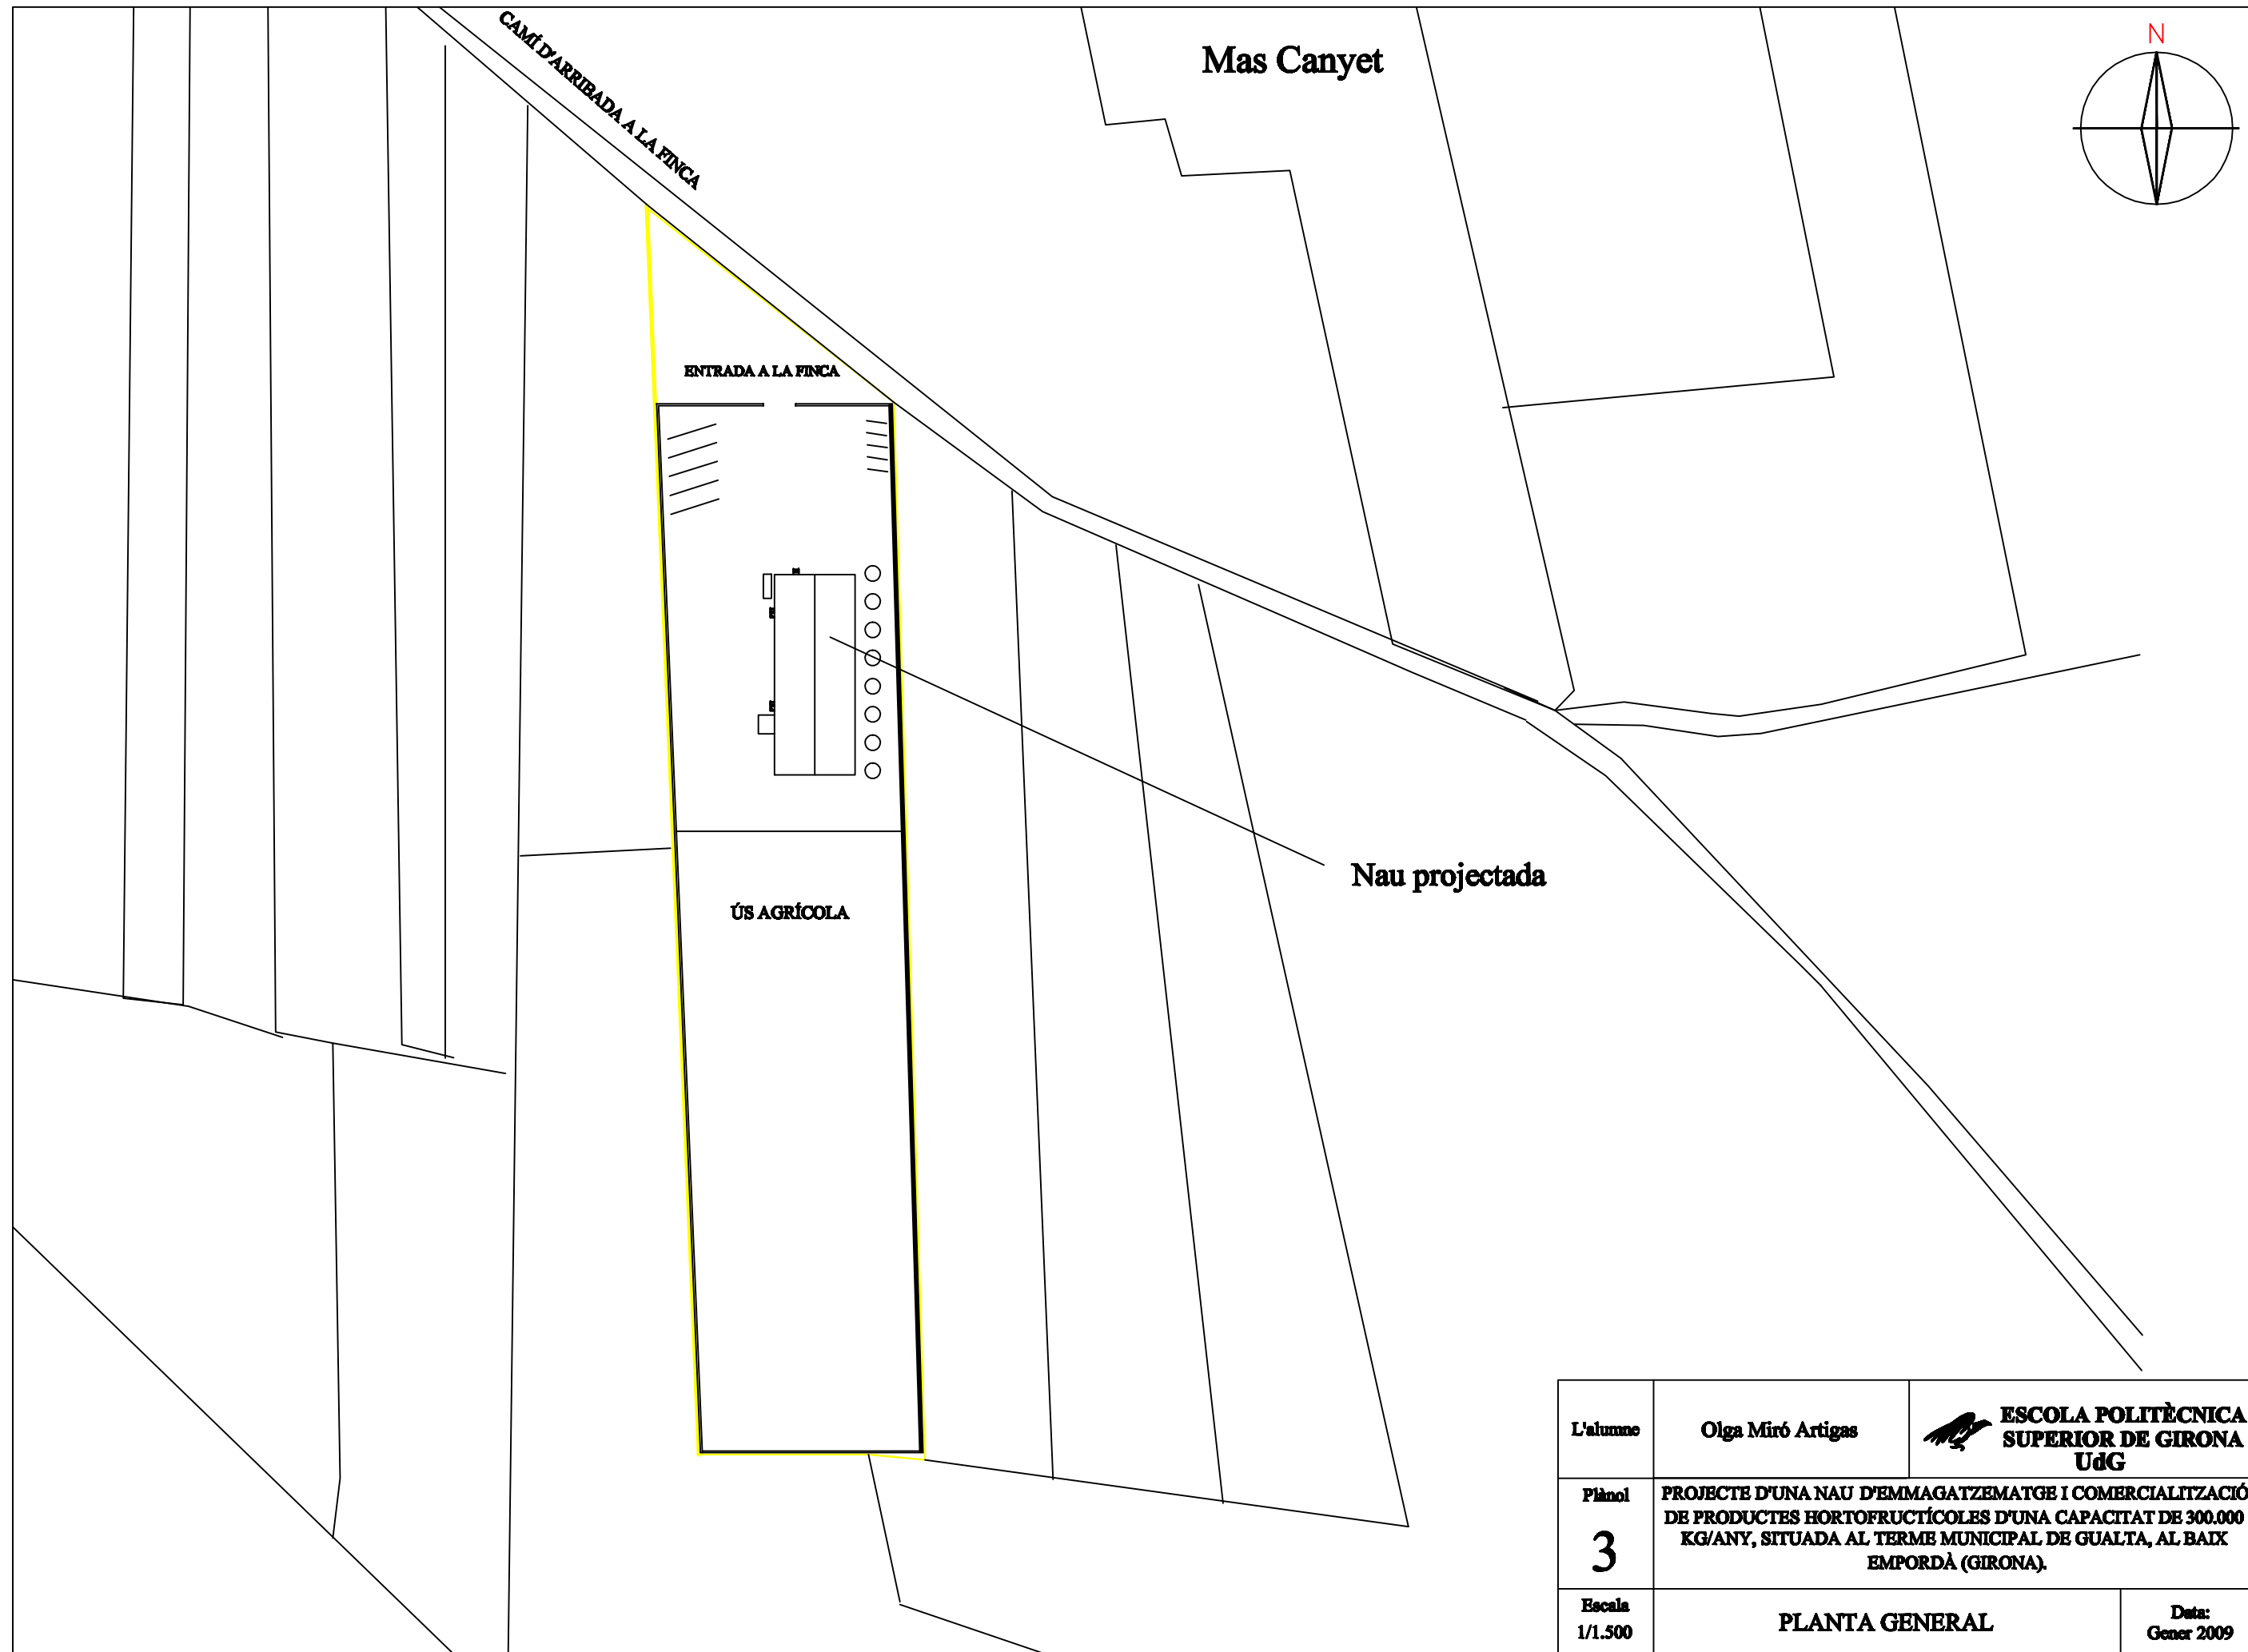 CAMÍ D'ARRIBADA A LA FINCA
Mas Canyet
N
ENTRADA A LA FINCA
Nau projectada
ÚS AGRÍCOLA
L'alumne
Olga Miró Artigas
ESCOLA POLITÈCNICA
SUPERIOR DE GIRONA
UdG
Plànol
3
PROJECTE D'UNA NAU D'EMMAGATZEMATGE I COMERCIALITZACIÓ
DE PRODUCTES HORTOFRUCTÍCOLES D'UNA CAPACITAT DE 300.000
KG/ANY, SITUADA AL TERME MUNICIPAL DE GUALTA, AL BAIX
EMPORDÀ (GIRONA).
Escala
1/1.500
PLANTA GENERAL
Data:
Gener 2009